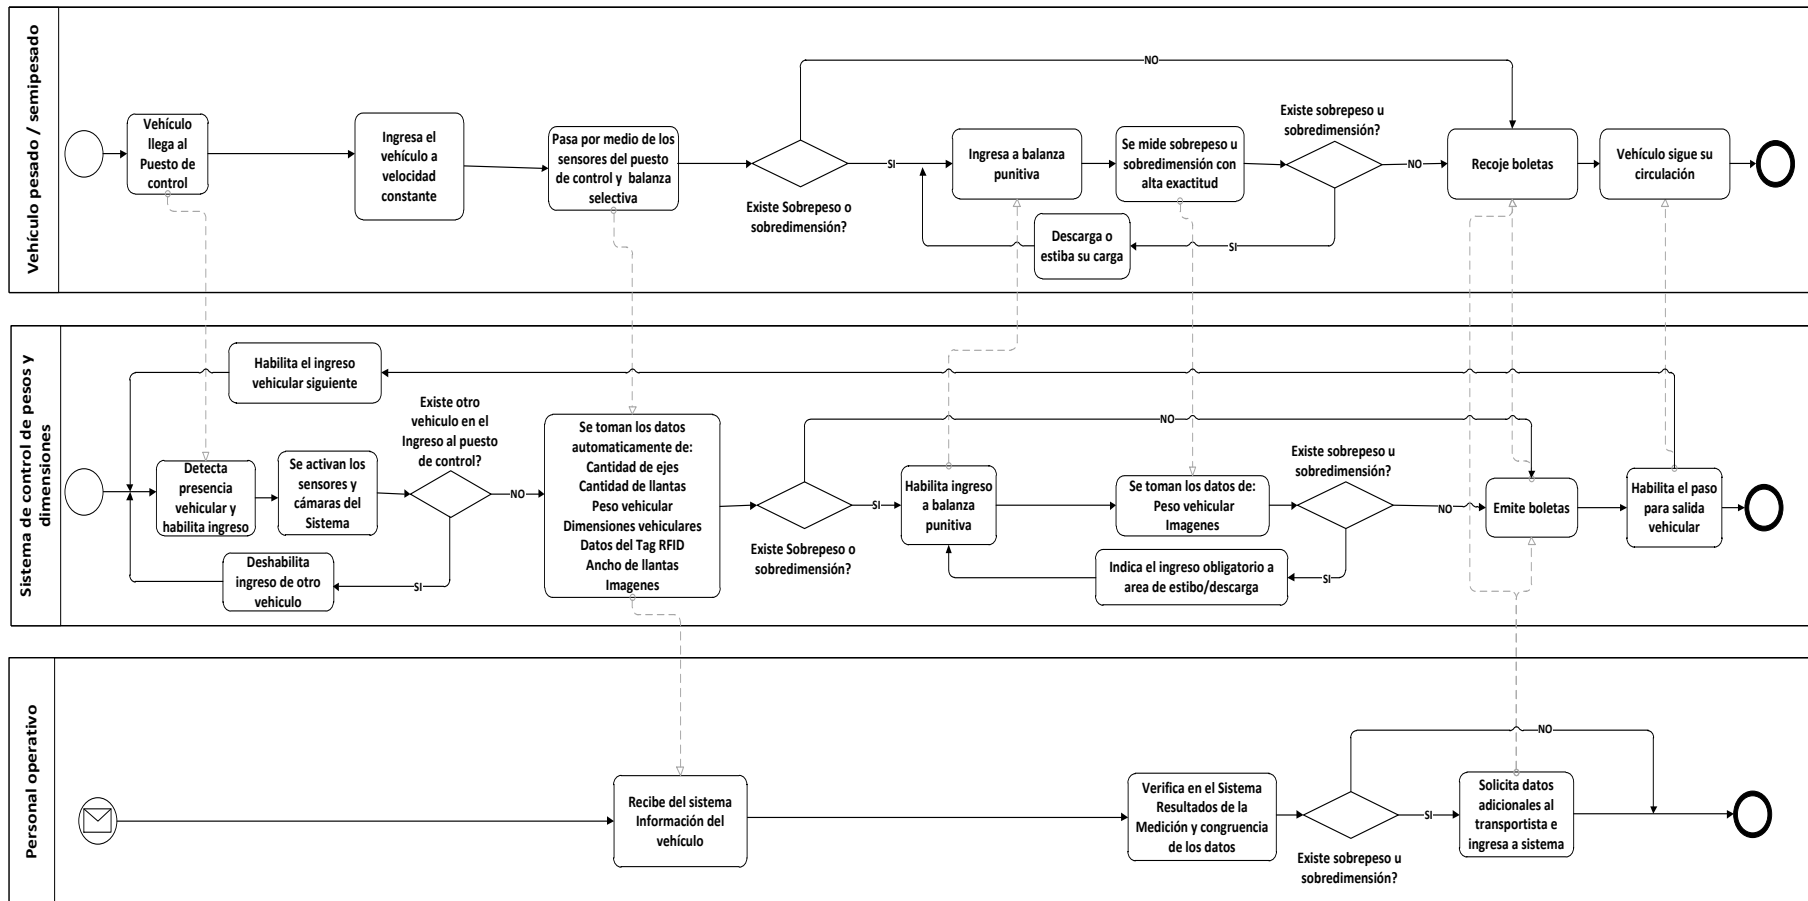 Vehículo pesado / semipesado
Vehículo
llega al
Puesto de
control
Ingresa el
vehículo a
velocidad
constante
Pasa por medio de los
sensores del puesto
de control y balanza
selectiva
Existe Sobrepeso o
sobredimensión?
NO
SI
Ingresa a balanza
punitiva
Se mide sobrepeso u
sobredimensión con
alta exactitud
Existe sobrepeso u
sobredimensión?
NO
SI
Descarga o
estiba su carga
Recoje boletas
Vehículo sigue su
circulación
Sistema de control de pesos y
dimensiones
Habilita el ingreso
vehicular siguiente
Detecta
presencia
vehicular y
habilita ingreso
Se activan los
sensores y
cámaras del
Sistema
Existe otro
vehiculo en el
Ingreso al puesto
de control?
NO
SI
Deshabilita
ingreso de otro
vehiculo
Se toman los datos
automaticamente de:
Cantidad de ejes
Cantidad de llantas
Peso vehicular
Dimensiones vehiculares
Datos del Tag RFID
Ancho de llantas
Imagenes
Existe Sobrepeso o
sobredimensión?
NO
SI
Habilita ingreso
a balanza
punitiva
Se toman los datos de:
Peso vehicular
Imagenes
Existe sobrepeso u
sobredimensión?
NO
SI
Indica el ingreso obligatorio a
area de estibo/descarga
Emite boletas
Habilita el paso
para salida
vehicular
Personal operativo
Recibe del sistema
Información del
vehículo
Verifica en el Sistema
Resultados de la
Medición y congruencia
de los datos
Existe sobrepeso u
sobredimensión?
NO
SI
Solicita datos
adicionales al
transportista e
ingresa a sistema